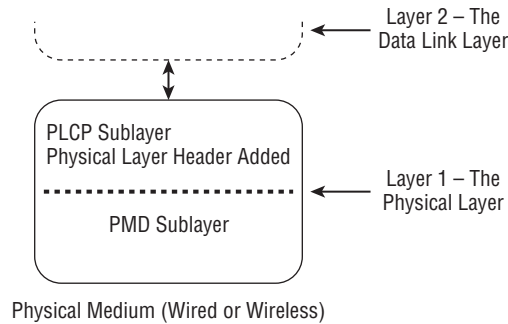 Layer 2 – The
Data Link Layer
PLCP Sublayer
Physical Layer Header Added
Layer 1 – The
Physical Layer
PMD Sublayer
Physical Medium (Wired or Wireless)